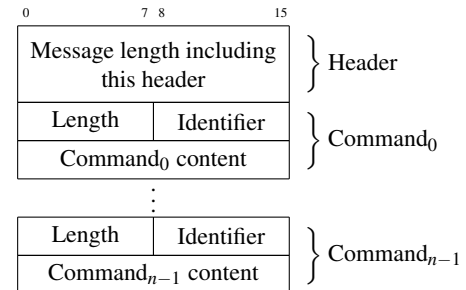 0 7 8 15
Message length including
this header
Header
Length Identifier
Command₀ content
Command₀
⋮
Length Identifier
Commandₙ₋₁ content
Commandₙ₋₁